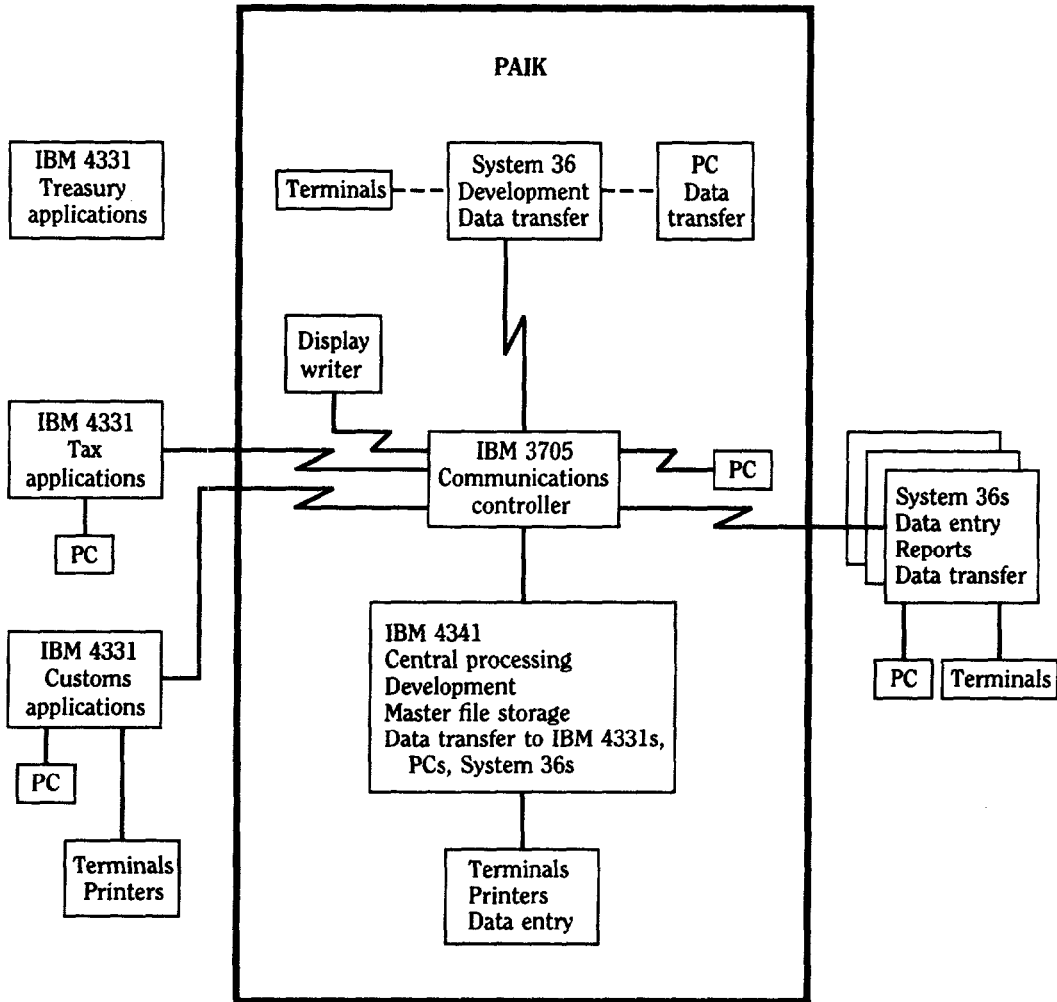 PAIK
IBM 4331
Treasury
applications
Terminals
System 36
Development
Data transfer
PC
Data
transfer
Display
writer
IBM 4331
Tax
applications
PC
IBM 3705
Communications
controller
PC
System 36s
Data entry
Reports
Data transfer
PC
Terminals
IBM 4331
Customs
applications
PC
Terminals
Printers
IBM 4341
Central processing
Development
Master file storage
Data transfer to IBM 4331s,
PCs, System 36s
Terminals
Printers
Data entry